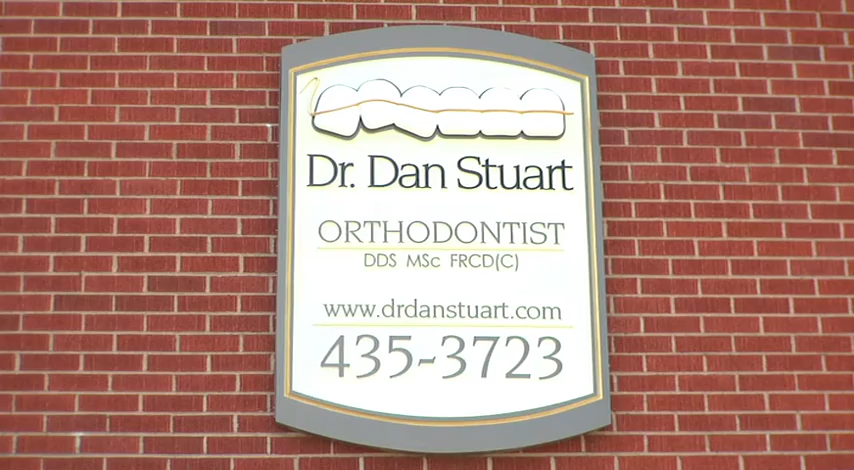 Dr. Dan Stuart
ORTHODONTIST
DDS MSc FRCD(C)
www.drdanstuart.com
435-3723